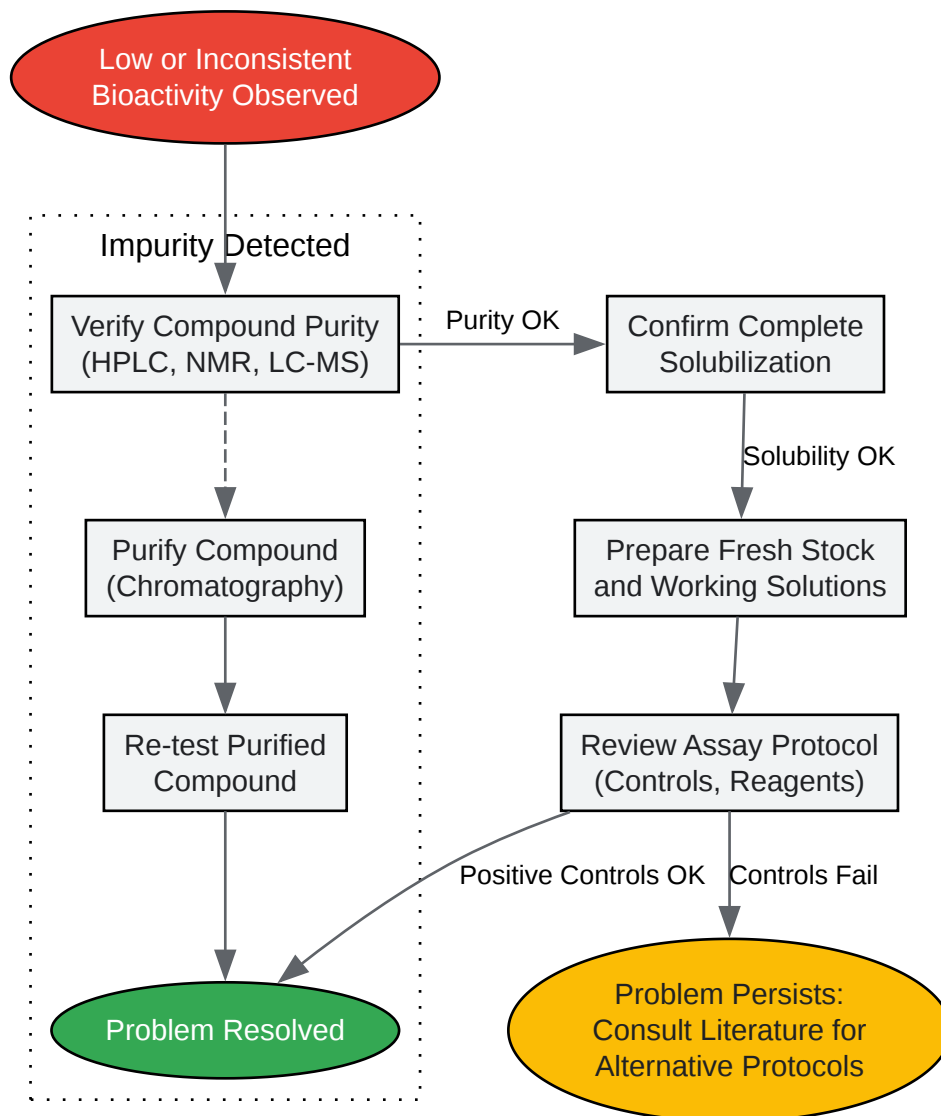 Low or Inconsistent
Bioactivity Observed
Impurity Detected
Verify Compound Purity
(HPLC, NMR, LC-MS)
Purity OK
Confirm Complete
Solubilization
Solubility OK
Purify Compound
(Chromatography)
Prepare Fresh Stock
and Working Solutions
Re-test Purified
Compound
Review Assay Protocol
(Controls, Reagents)
Positive Controls OK
Controls Fail
Problem Resolved
Problem Persists:
Consult Literature for
Alternative Protocols